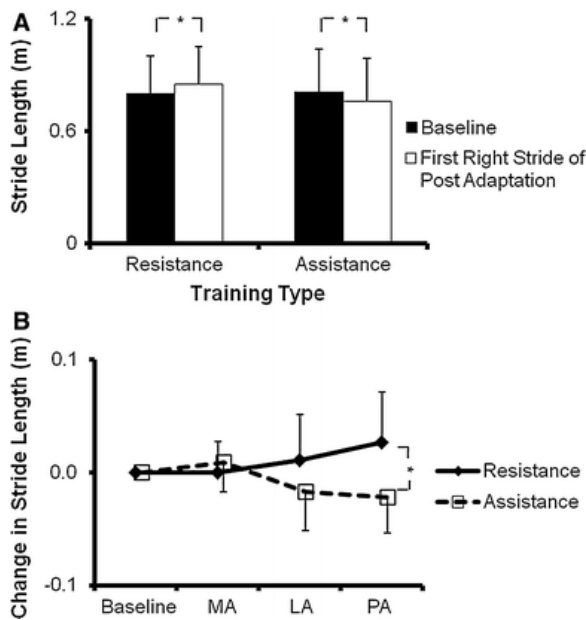 A
Stride Length (m)
1.2
0.6
0
*
*
Baseline
First Right Stride of
Post Adaptation
Resistance
Assistance
Training Type
B
Change in Stride Length (m)
0.1
0.0
-0.1
*
Resistance
Assistance
Baseline
MA
LA
PA